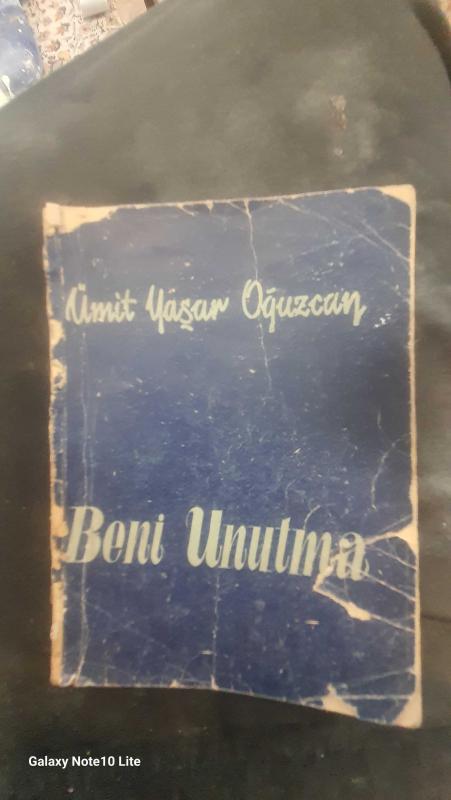 Ümit Yaşar Oğuzcan
Beni Unutma
Galaxy Note10 Lite